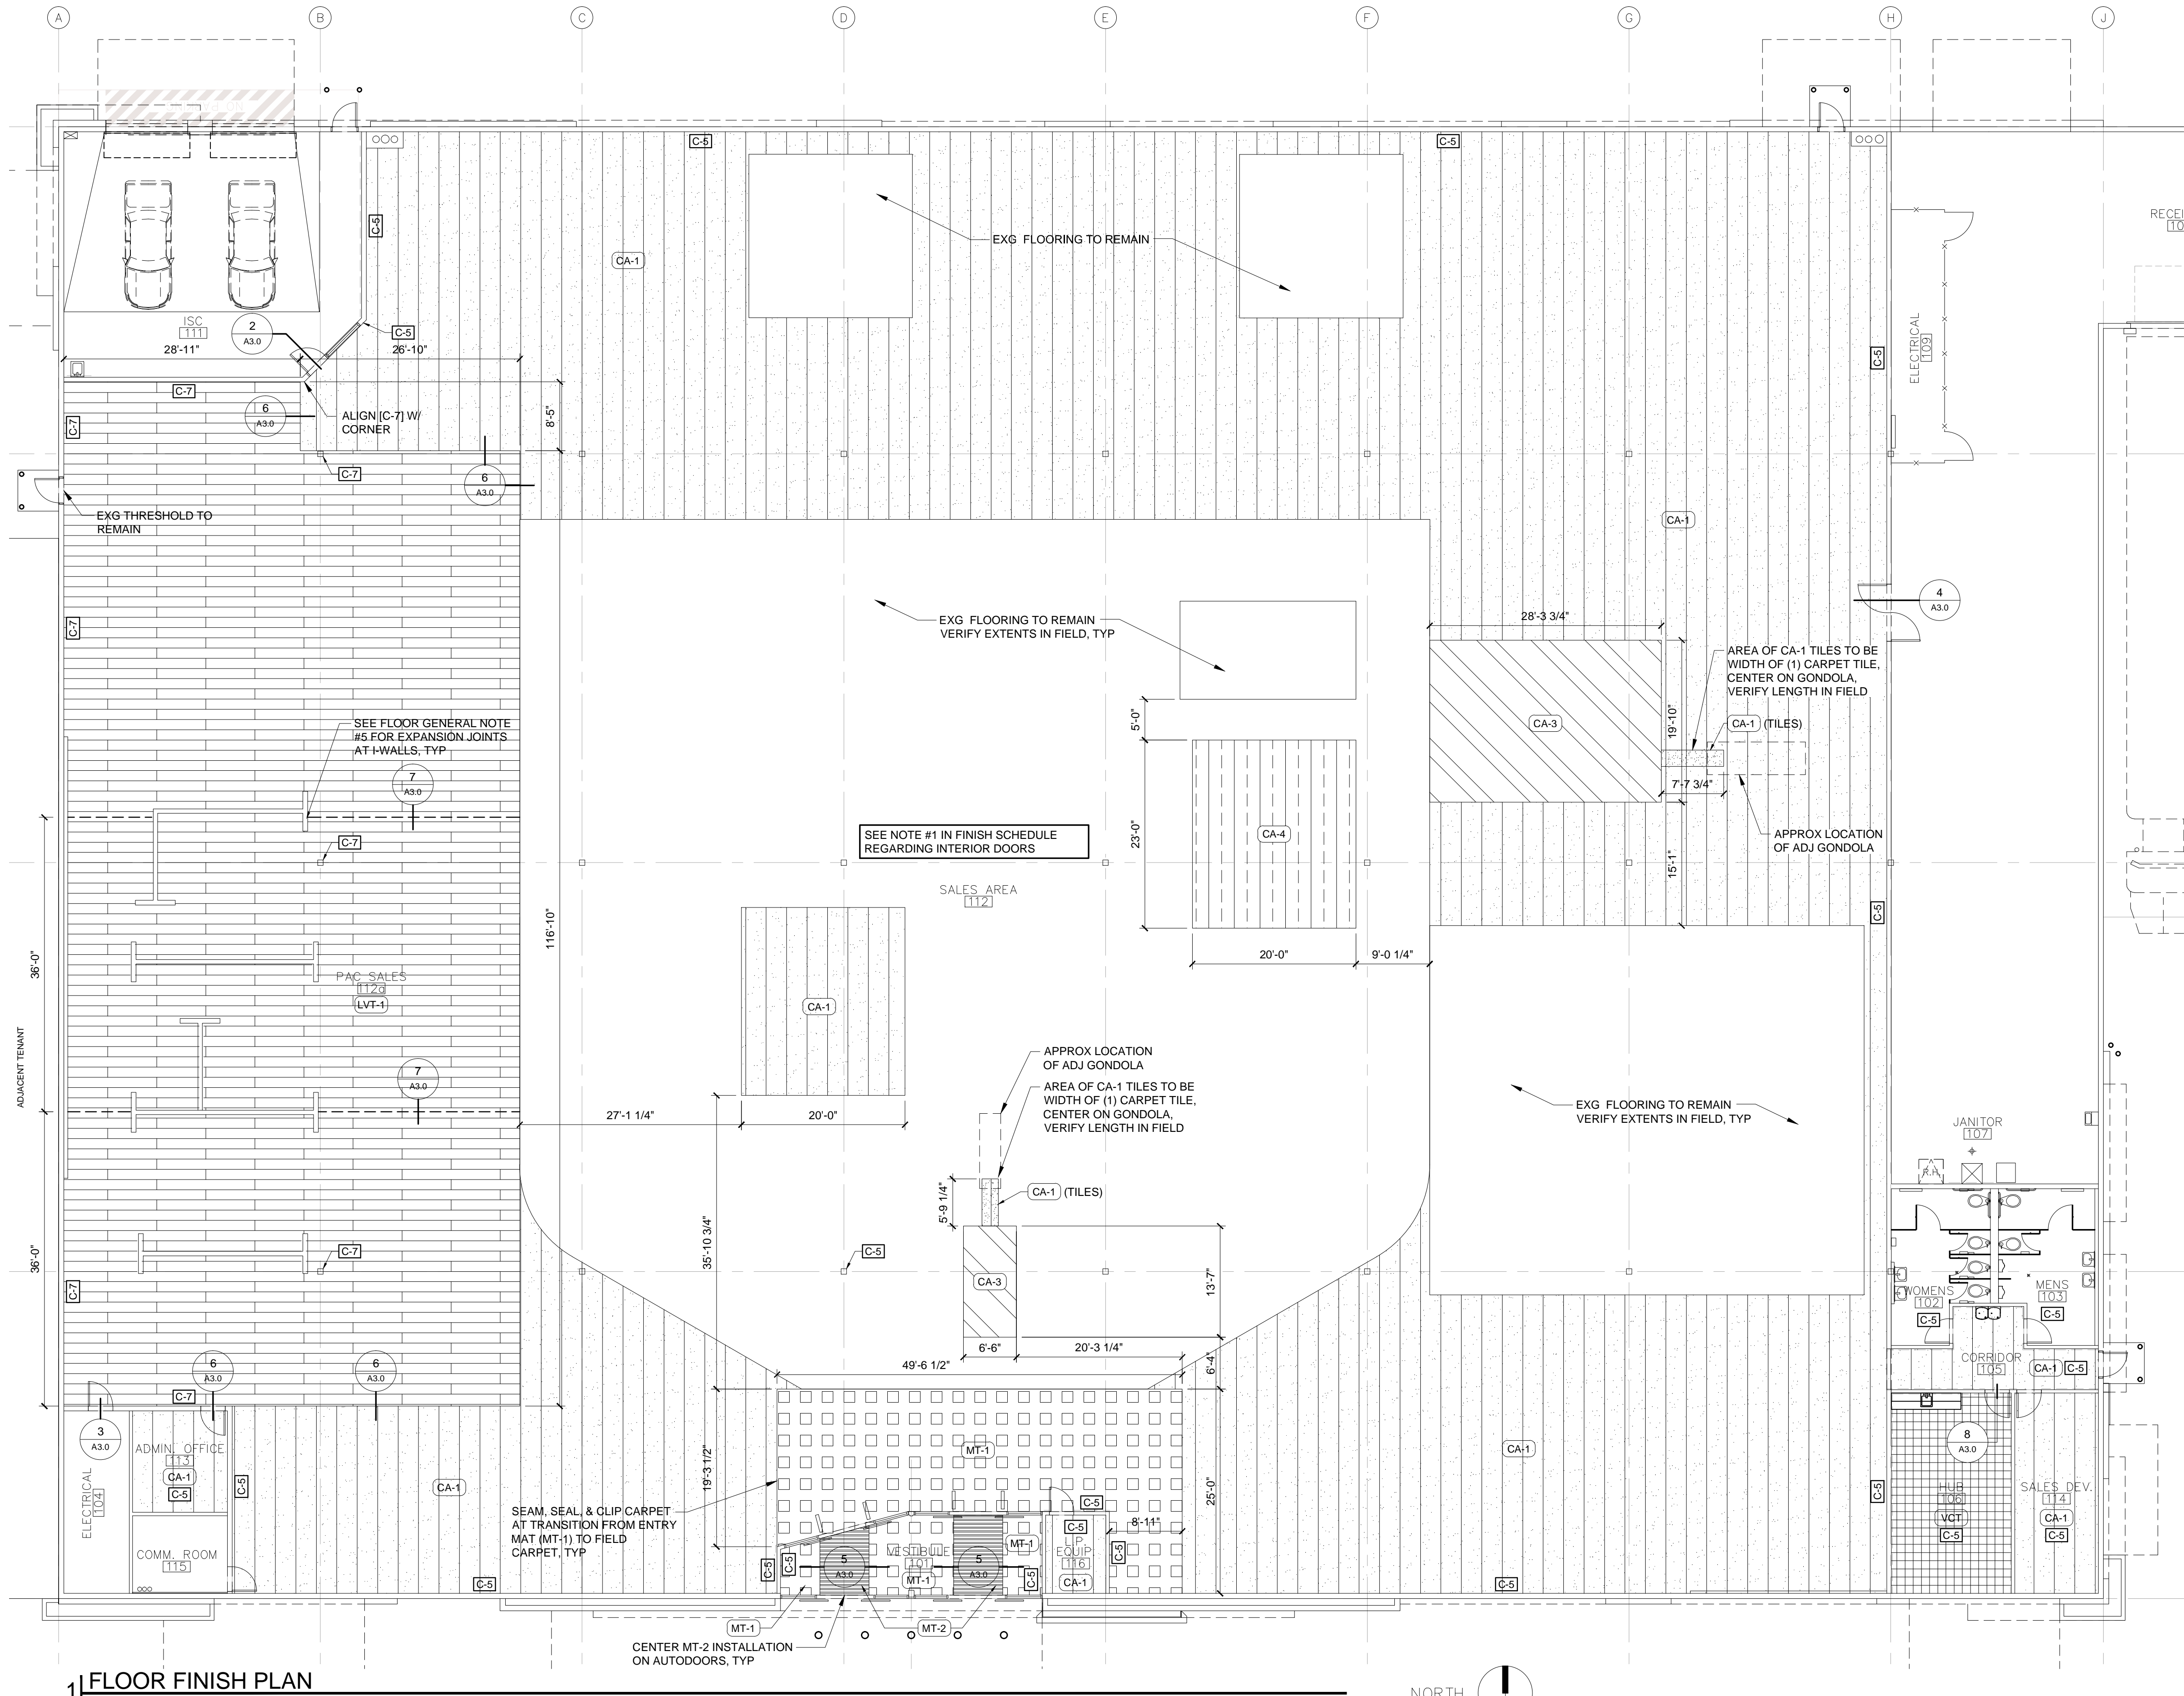 A
B
C
D
E
F
G
H
J
C-5
C-5
CA-1
C-5
EXG FLOORING TO REMAIN
ISC
111
2
A3.0
C-5
28'-11"
26'-10"
C-5
ELECTRICAL
109
C-7
C-7
6
A3.0
ALIGN [C-7] W/
CORNER
8'-5"
C-7
6
A3.0
EXG THRESHOLD TO
REMAIN
CA-1
4
A3.0
EXG FLOORING TO REMAIN
VERIFY EXTENTS IN FIELD, TYP
28'-3 3/4"
C-7
AREA OF CA-1 TILES TO BE
WIDTH OF (1) CARPET TILE,
CENTER ON GONDOLA,
VERIFY LENGTH IN FIELD
5'-0"
CA-3
19'-10"
CA-1 (TILES)
SEE FLOOR GENERAL NOTE
#5 FOR EXPANSION JOINTS
AT I-WALLS, TYP
7
A3.0
7'-7 3/4"
C-7
SEE NOTE #1 IN FINISH SCHEDULE
REGARDING INTERIOR DOORS
23'-0"
CA-4
APPROX LOCATION
OF ADJ GONDOLA
15'-1"
SALES AREA
112
116'-10"
C-5
20'-0"
9'-0 1/4"
36'-0"
PAC SALES
112a
LVT-1
CA-1
ADJACENT TENANT
7
A3.0
APPROX LOCATION
OF ADJ GONDOLA
AREA OF CA-1 TILES TO BE
WIDTH OF (1) CARPET TILE,
CENTER ON GONDOLA,
VERIFY LENGTH IN FIELD
27'-1 1/4"
20'-0"
EXG FLOORING TO REMAIN
VERIFY EXTENTS IN FIELD, TYP
JANITOR
107
R.H.
CA-1 (TILES)
5'-9 1/4"
35'-10 3/4"
36'-0"
C-7
C-5
C-7
CA-3
13'-7"
WOMENS
102
C-5
MENS
103
C-5
6'-6"
20'-3 1/4"
49'-6 1/2"
6'-4"
CORRIDOR
105
CA-1
C-5
6
A3.0
6
A3.0
C-7
3
A3.0
ADMIN. OFFICE
113
CA-1
C-5
C-5
CA-1
ELECTRICAL
104
MT-1
19'-3 1/2"
25'-0"
CA-1
8
A3.0
C-5
HUB
106
VCT
C-5
SALES DEV.
114
CA-1
C-5
SEAM, SEAL, & CLIP CARPET
AT TRANSITION FROM ENTRY
MAT (MT-1) TO FIELD
CARPET, TYP
C-5
8'-11"
C-5
L.P.
EQUIP
116
CA-1
C-5
MT-1
COMM. ROOM
115
C-5
C-5
C-5
5
A3.0
VESTIBULE
101
MT-1
5
A3.0
C-5
C-5
MT-1
MT-2
CENTER MT-2 INSTALLATION
ON AUTODOORS, TYP
1 FLOOR FINISH PLAN
NORTH